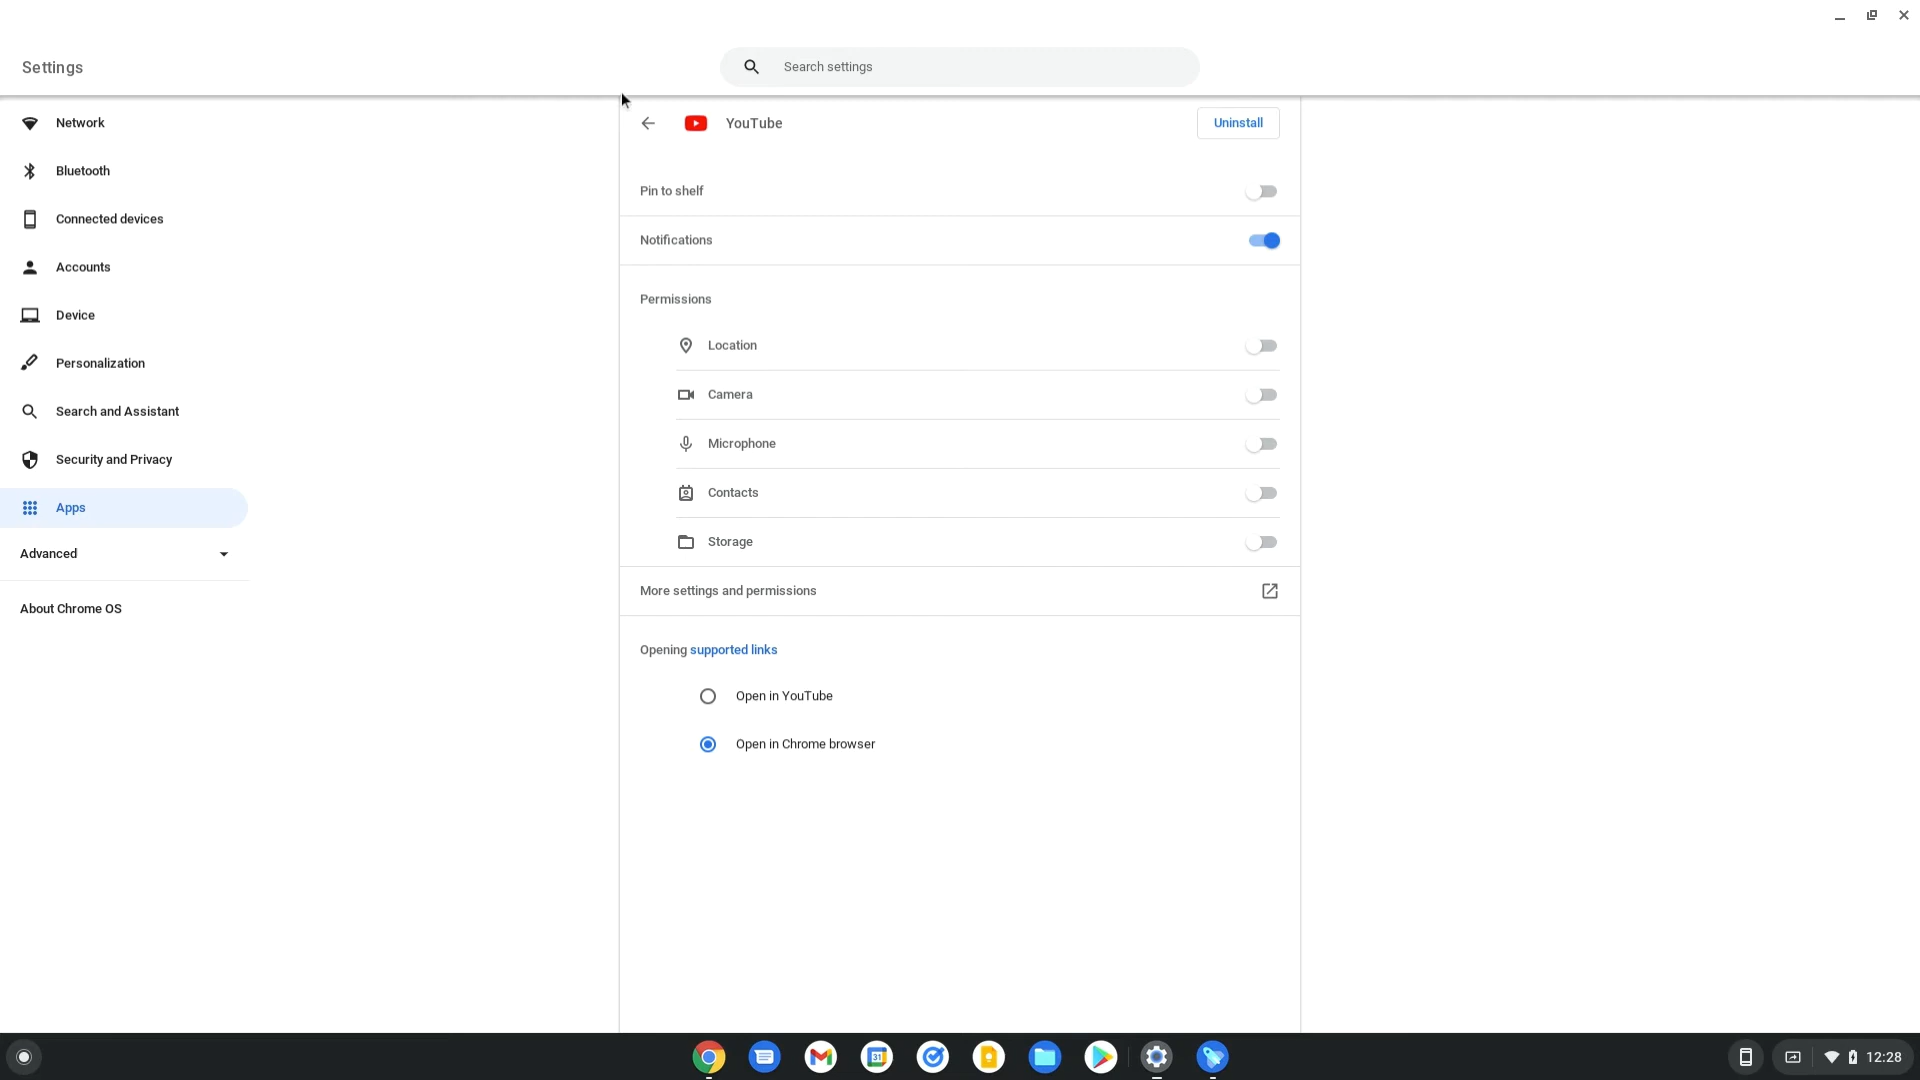 Settings
Search settings
Network
Bluetooth
Connected devices
Accounts
Device
Personalization
Search and Assistant
Security and Privacy
Apps
Advanced
About Chrome OS
YouTube
Uninstall
Pin to shelf
Notifications
Permissions
Location
Camera
Microphone
Contacts
Storage
More settings and permissions
Opening supported links
Open in YouTube
Open in Chrome browser
31
12:28